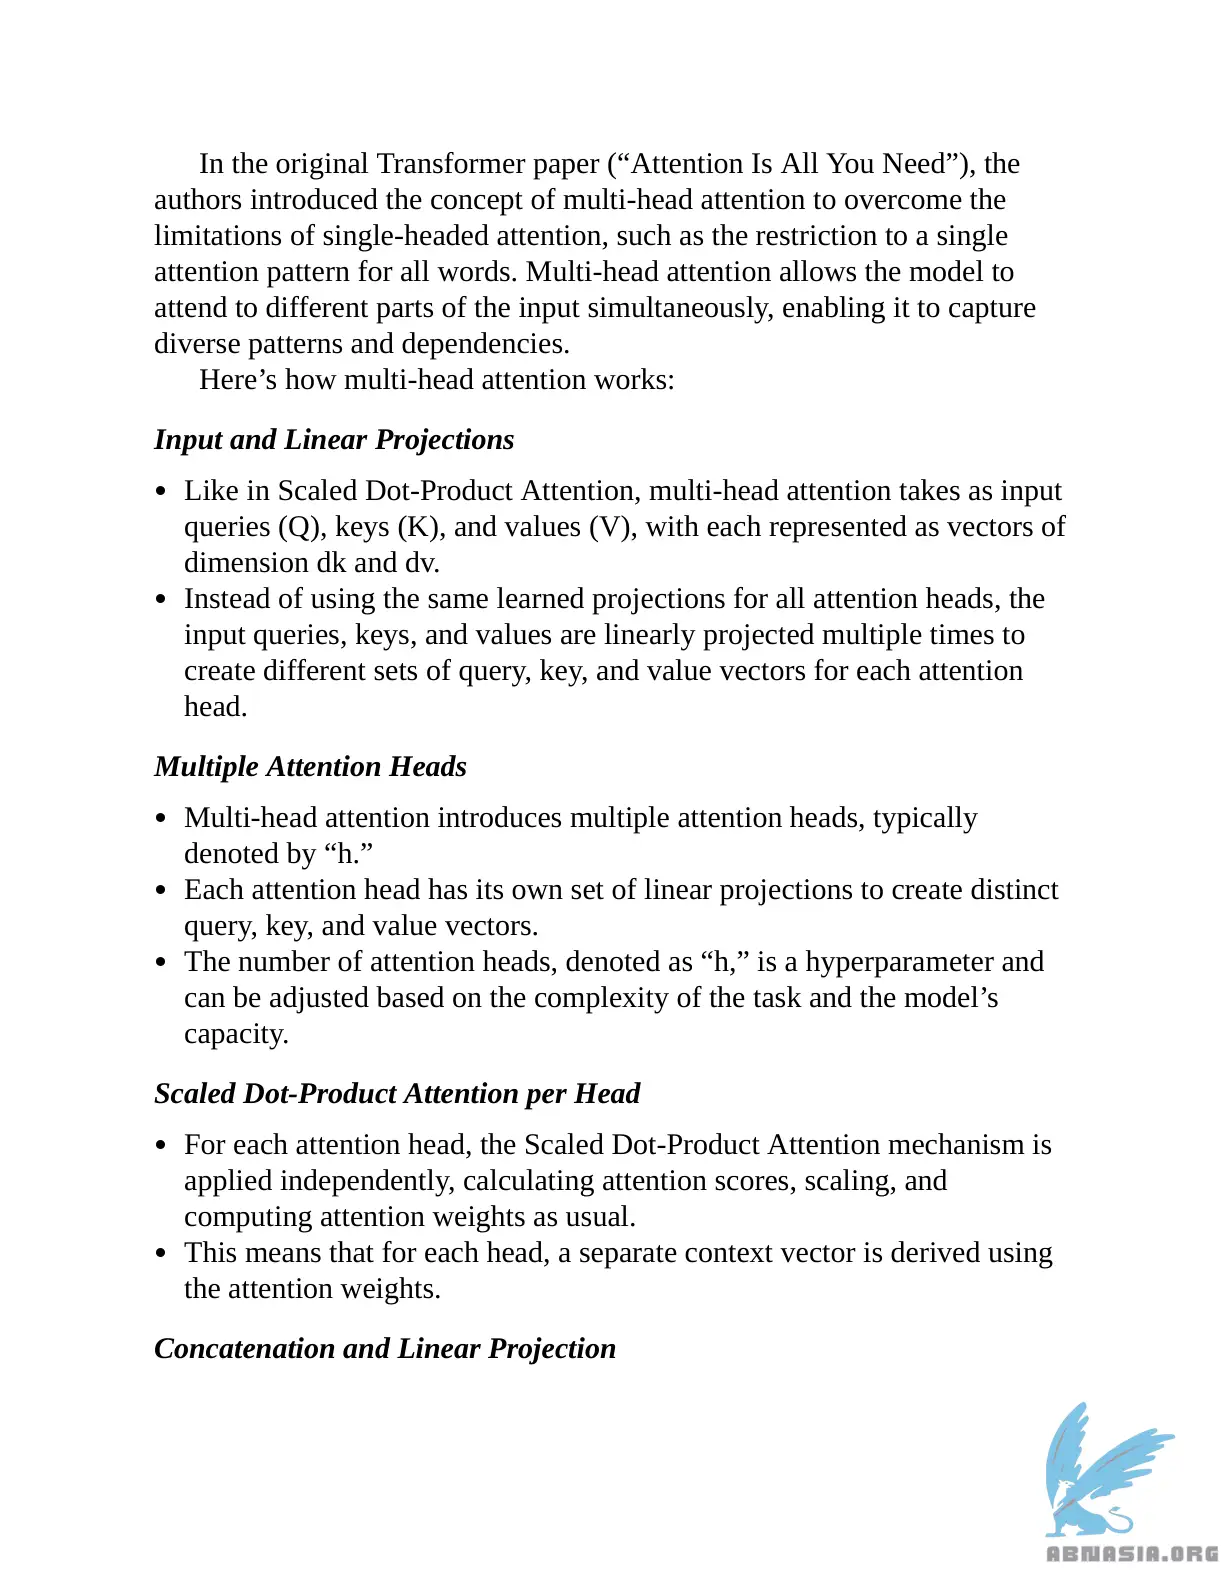 In the original Transformer paper (“Attention Is All You Need”), the
authors introduced the concept of multi-head attention to overcome the
limitations of single-headed attention, such as the restriction to a single
attention pattern for all words. Multi-head attention allows the model to
attend to different parts of the input simultaneously, enabling it to capture
diverse patterns and dependencies.
Here’s how multi-head attention works:
Input and Linear Projections
• Like in Scaled Dot-Product Attention, multi-head attention takes as input
queries (Q), keys (K), and values (V), with each represented as vectors of
dimension dk and dv.
• Instead of using the same learned projections for all attention heads, the
input queries, keys, and values are linearly projected multiple times to
create different sets of query, key, and value vectors for each attention
head.
Multiple Attention Heads
• Multi-head attention introduces multiple attention heads, typically
denoted by “h.”
• Each attention head has its own set of linear projections to create distinct
query, key, and value vectors.
• The number of attention heads, denoted as “h,” is a hyperparameter and
can be adjusted based on the complexity of the task and the model’s
capacity.
Scaled Dot-Product Attention per Head
• For each attention head, the Scaled Dot-Product Attention mechanism is
applied independently, calculating attention scores, scaling, and
computing attention weights as usual.
• This means that for each head, a separate context vector is derived using
the attention weights.
Concatenation and Linear Projection
ABNASIA.ORG